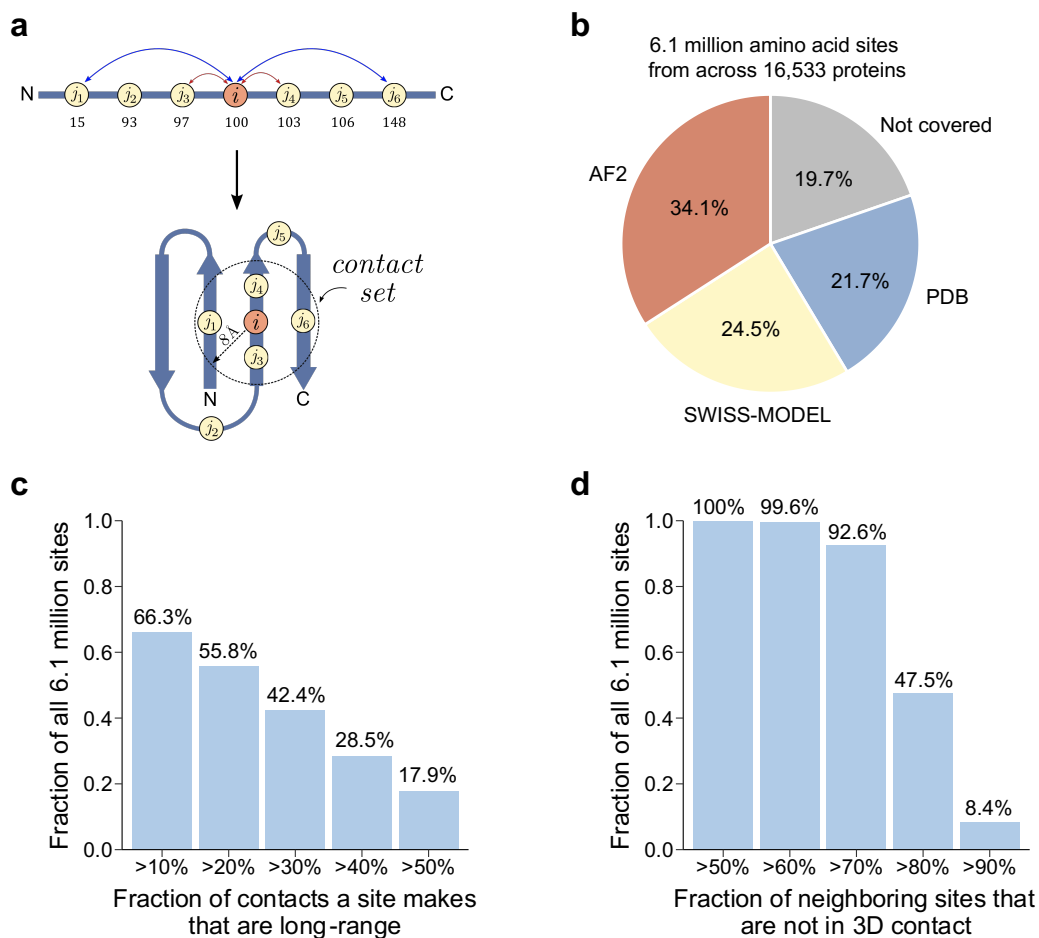 a
N j1 j2 j3 i j4 j5 j6 C
15 93 97 100 103 106 148
j5
contact
set
j4
j1 i j6
8Å
j3
N C
j2
b
6.1 million amino acid sites
from across 16,533 proteins
Not covered
AF2
19.7%
34.1%
21.7%
PDB
24.5%
SWISS-MODEL
c
Fraction of all 6.1 million sites
1.0
0.8
0.6
0.4
0.2
0.0
66.3%
55.8%
42.4%
28.5%
17.9%
>10% >20% >30% >40% >50%
Fraction of contacts a site makes
that are long-range
d
Fraction of all 6.1 million sites
1.0
0.8
0.6
0.4
0.2
0.0
100% 99.6%
92.6%
47.5%
8.4%
>50% >60% >70% >80% >90%
Fraction of neighboring sites that
are not in 3D contact